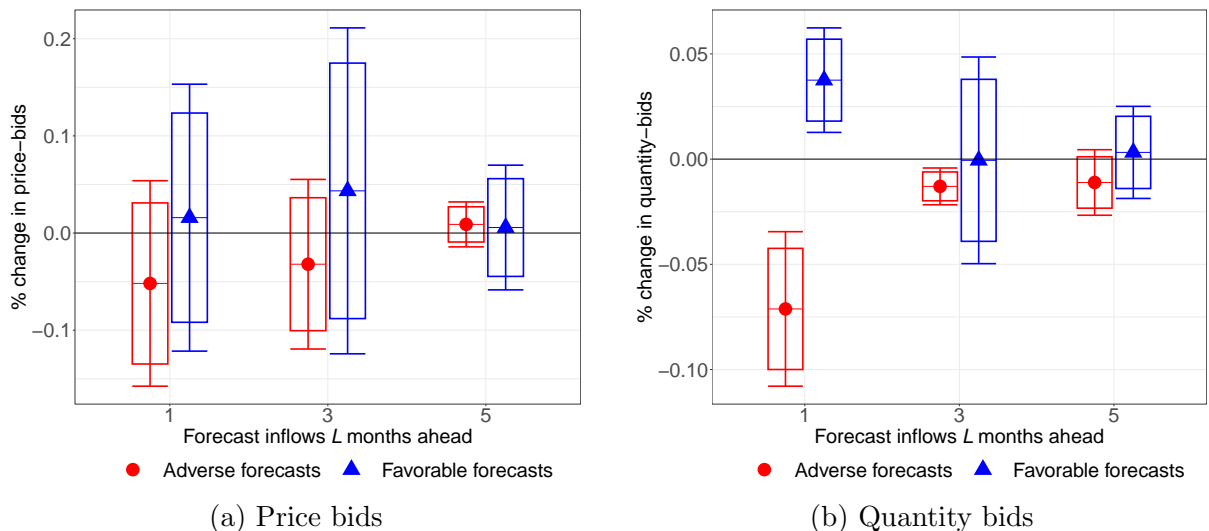 % change in price−bids
0.2
0.1
0.0
−0.1
1 3 5
Forecast inflows L months ahead
Adverse forecasts Favorable forecasts
(a) Price bids
% change in quantity−bids
0.05
0.00
−0.05
−0.10
1 3 5
Forecast inflows L months ahead
Adverse forecasts Favorable forecasts
(b) Quantity bids